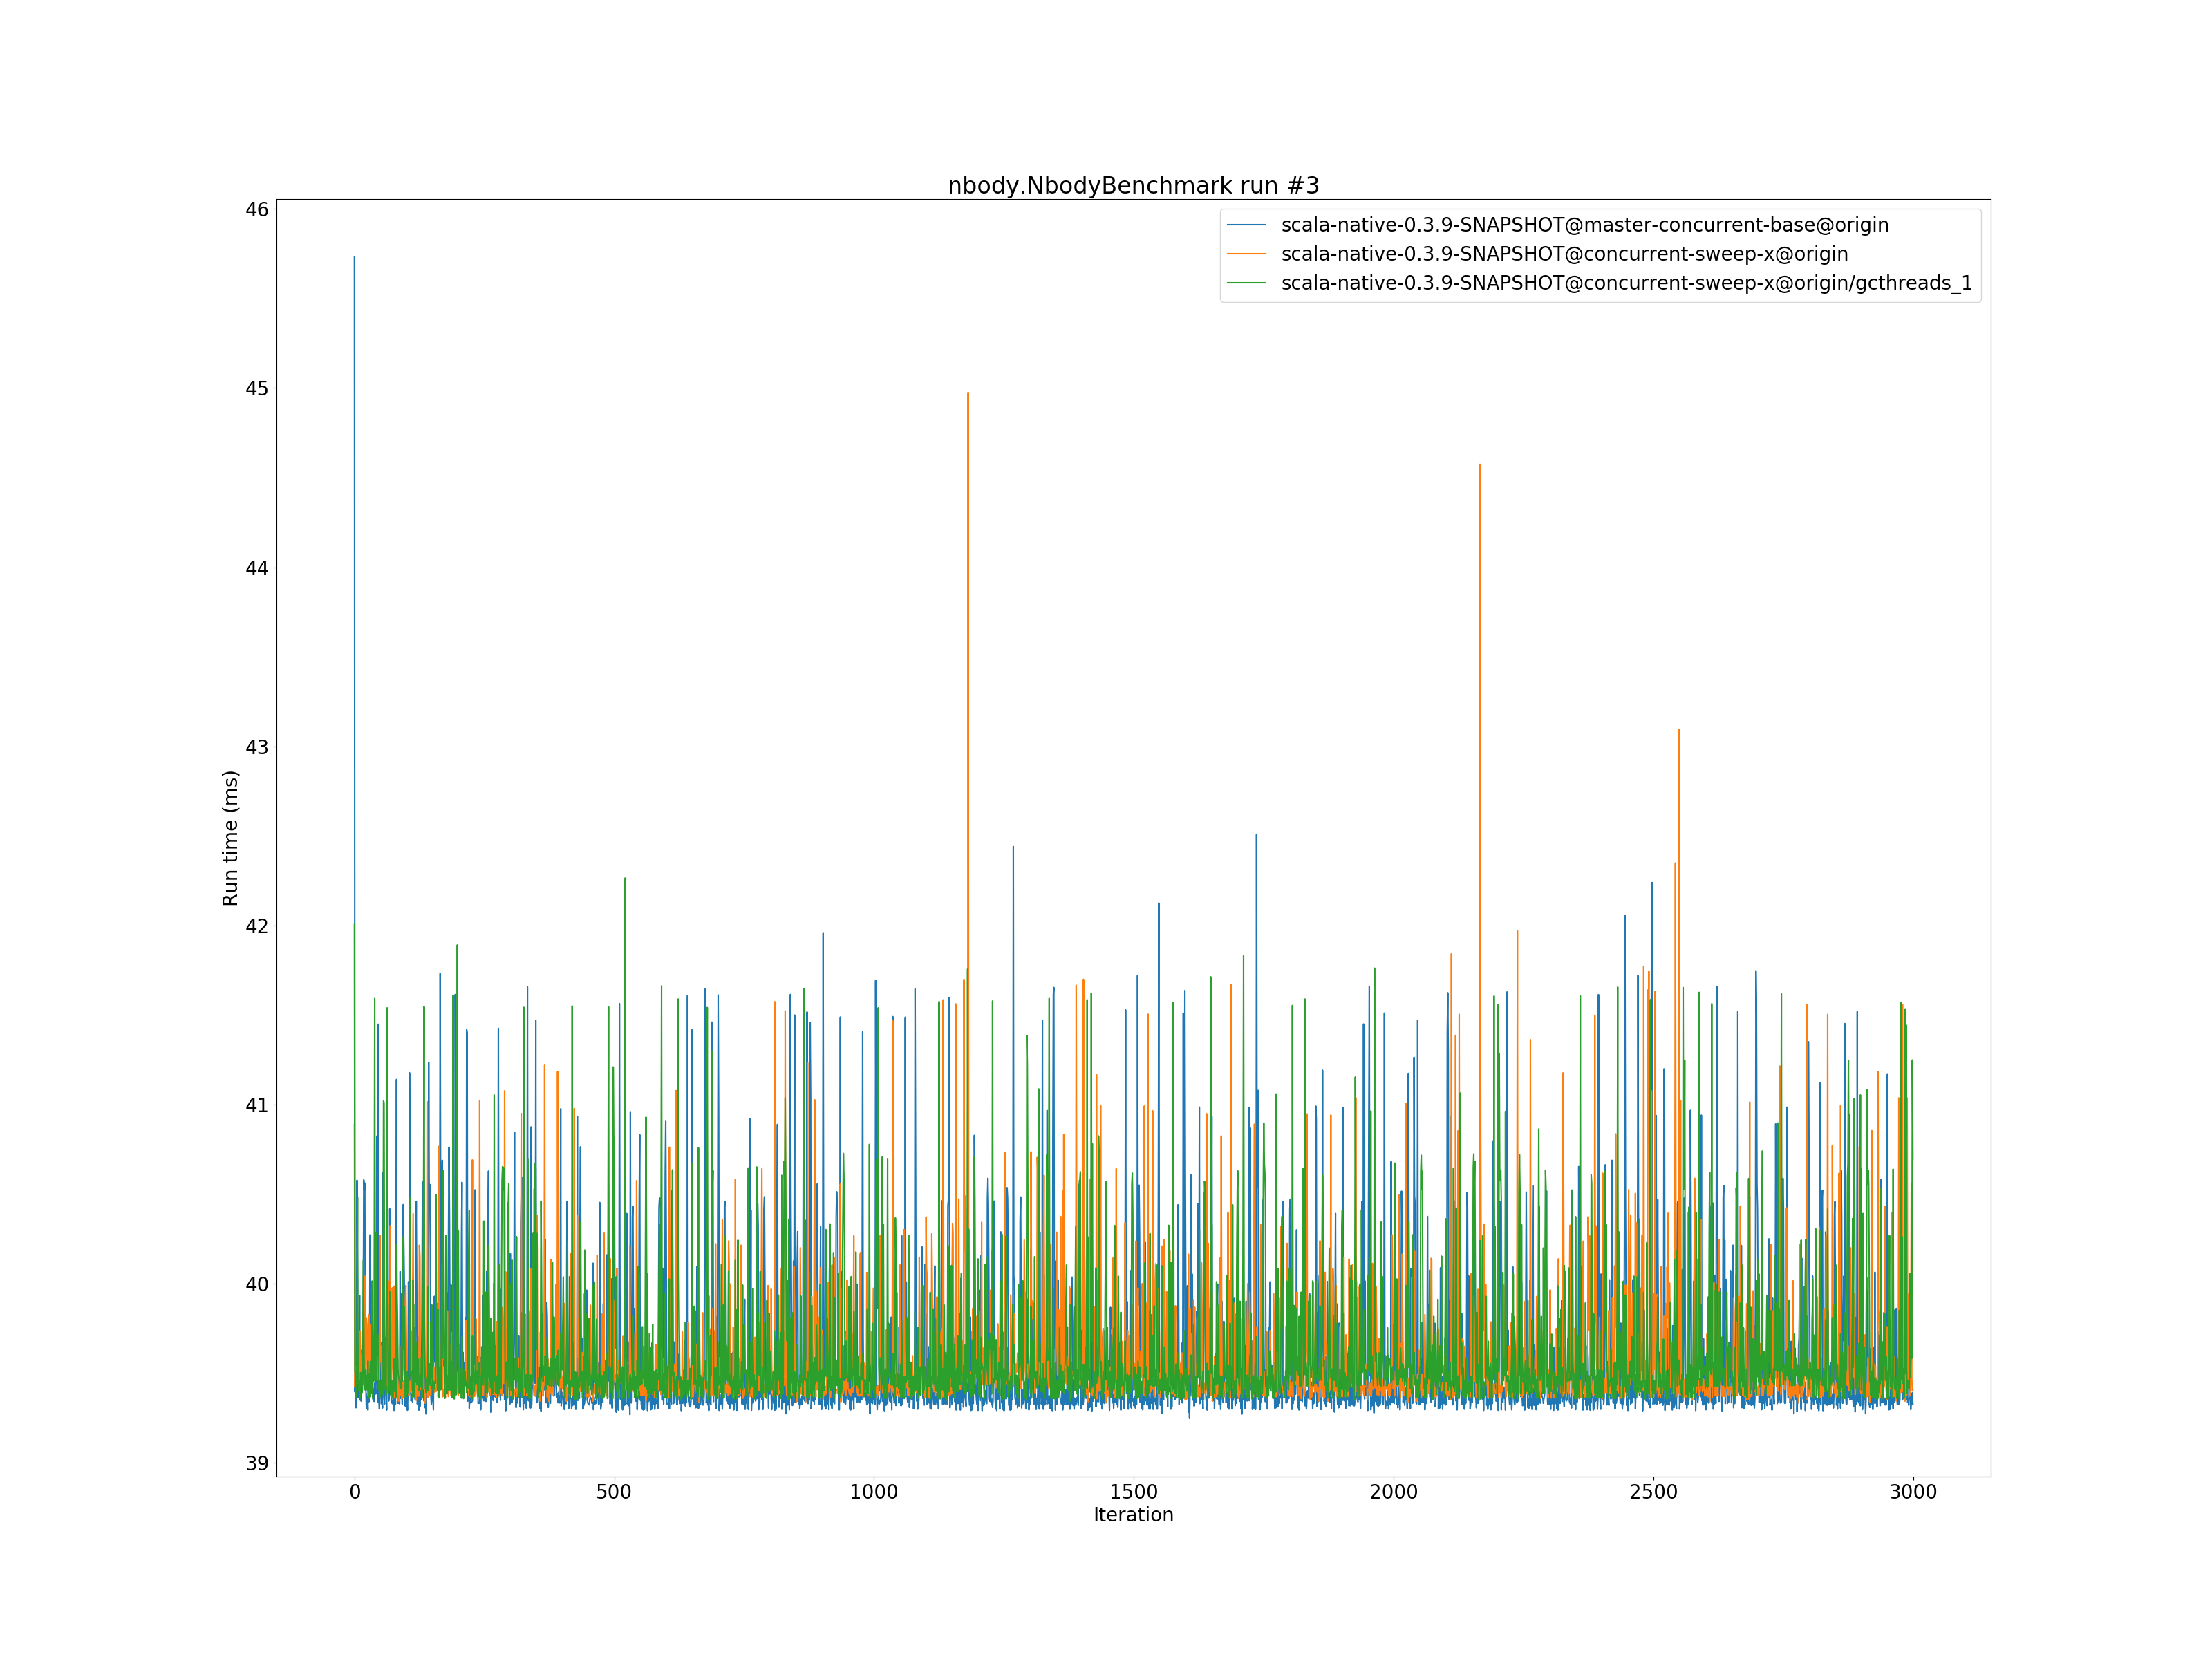 nbody.NbodyBenchmark run #3
scala-native-0.3.9-SNAPSHOT@master-concurrent-base@origin
scala-native-0.3.9-SNAPSHOT@concurrent-sweep-x@origin
scala-native-0.3.9-SNAPSHOT@concurrent-sweep-x@origin/gcthreads_1
46
45
44
43
42
41
40
39
Run time (ms)
0 500 1000 1500 2000 2500 3000
Iteration